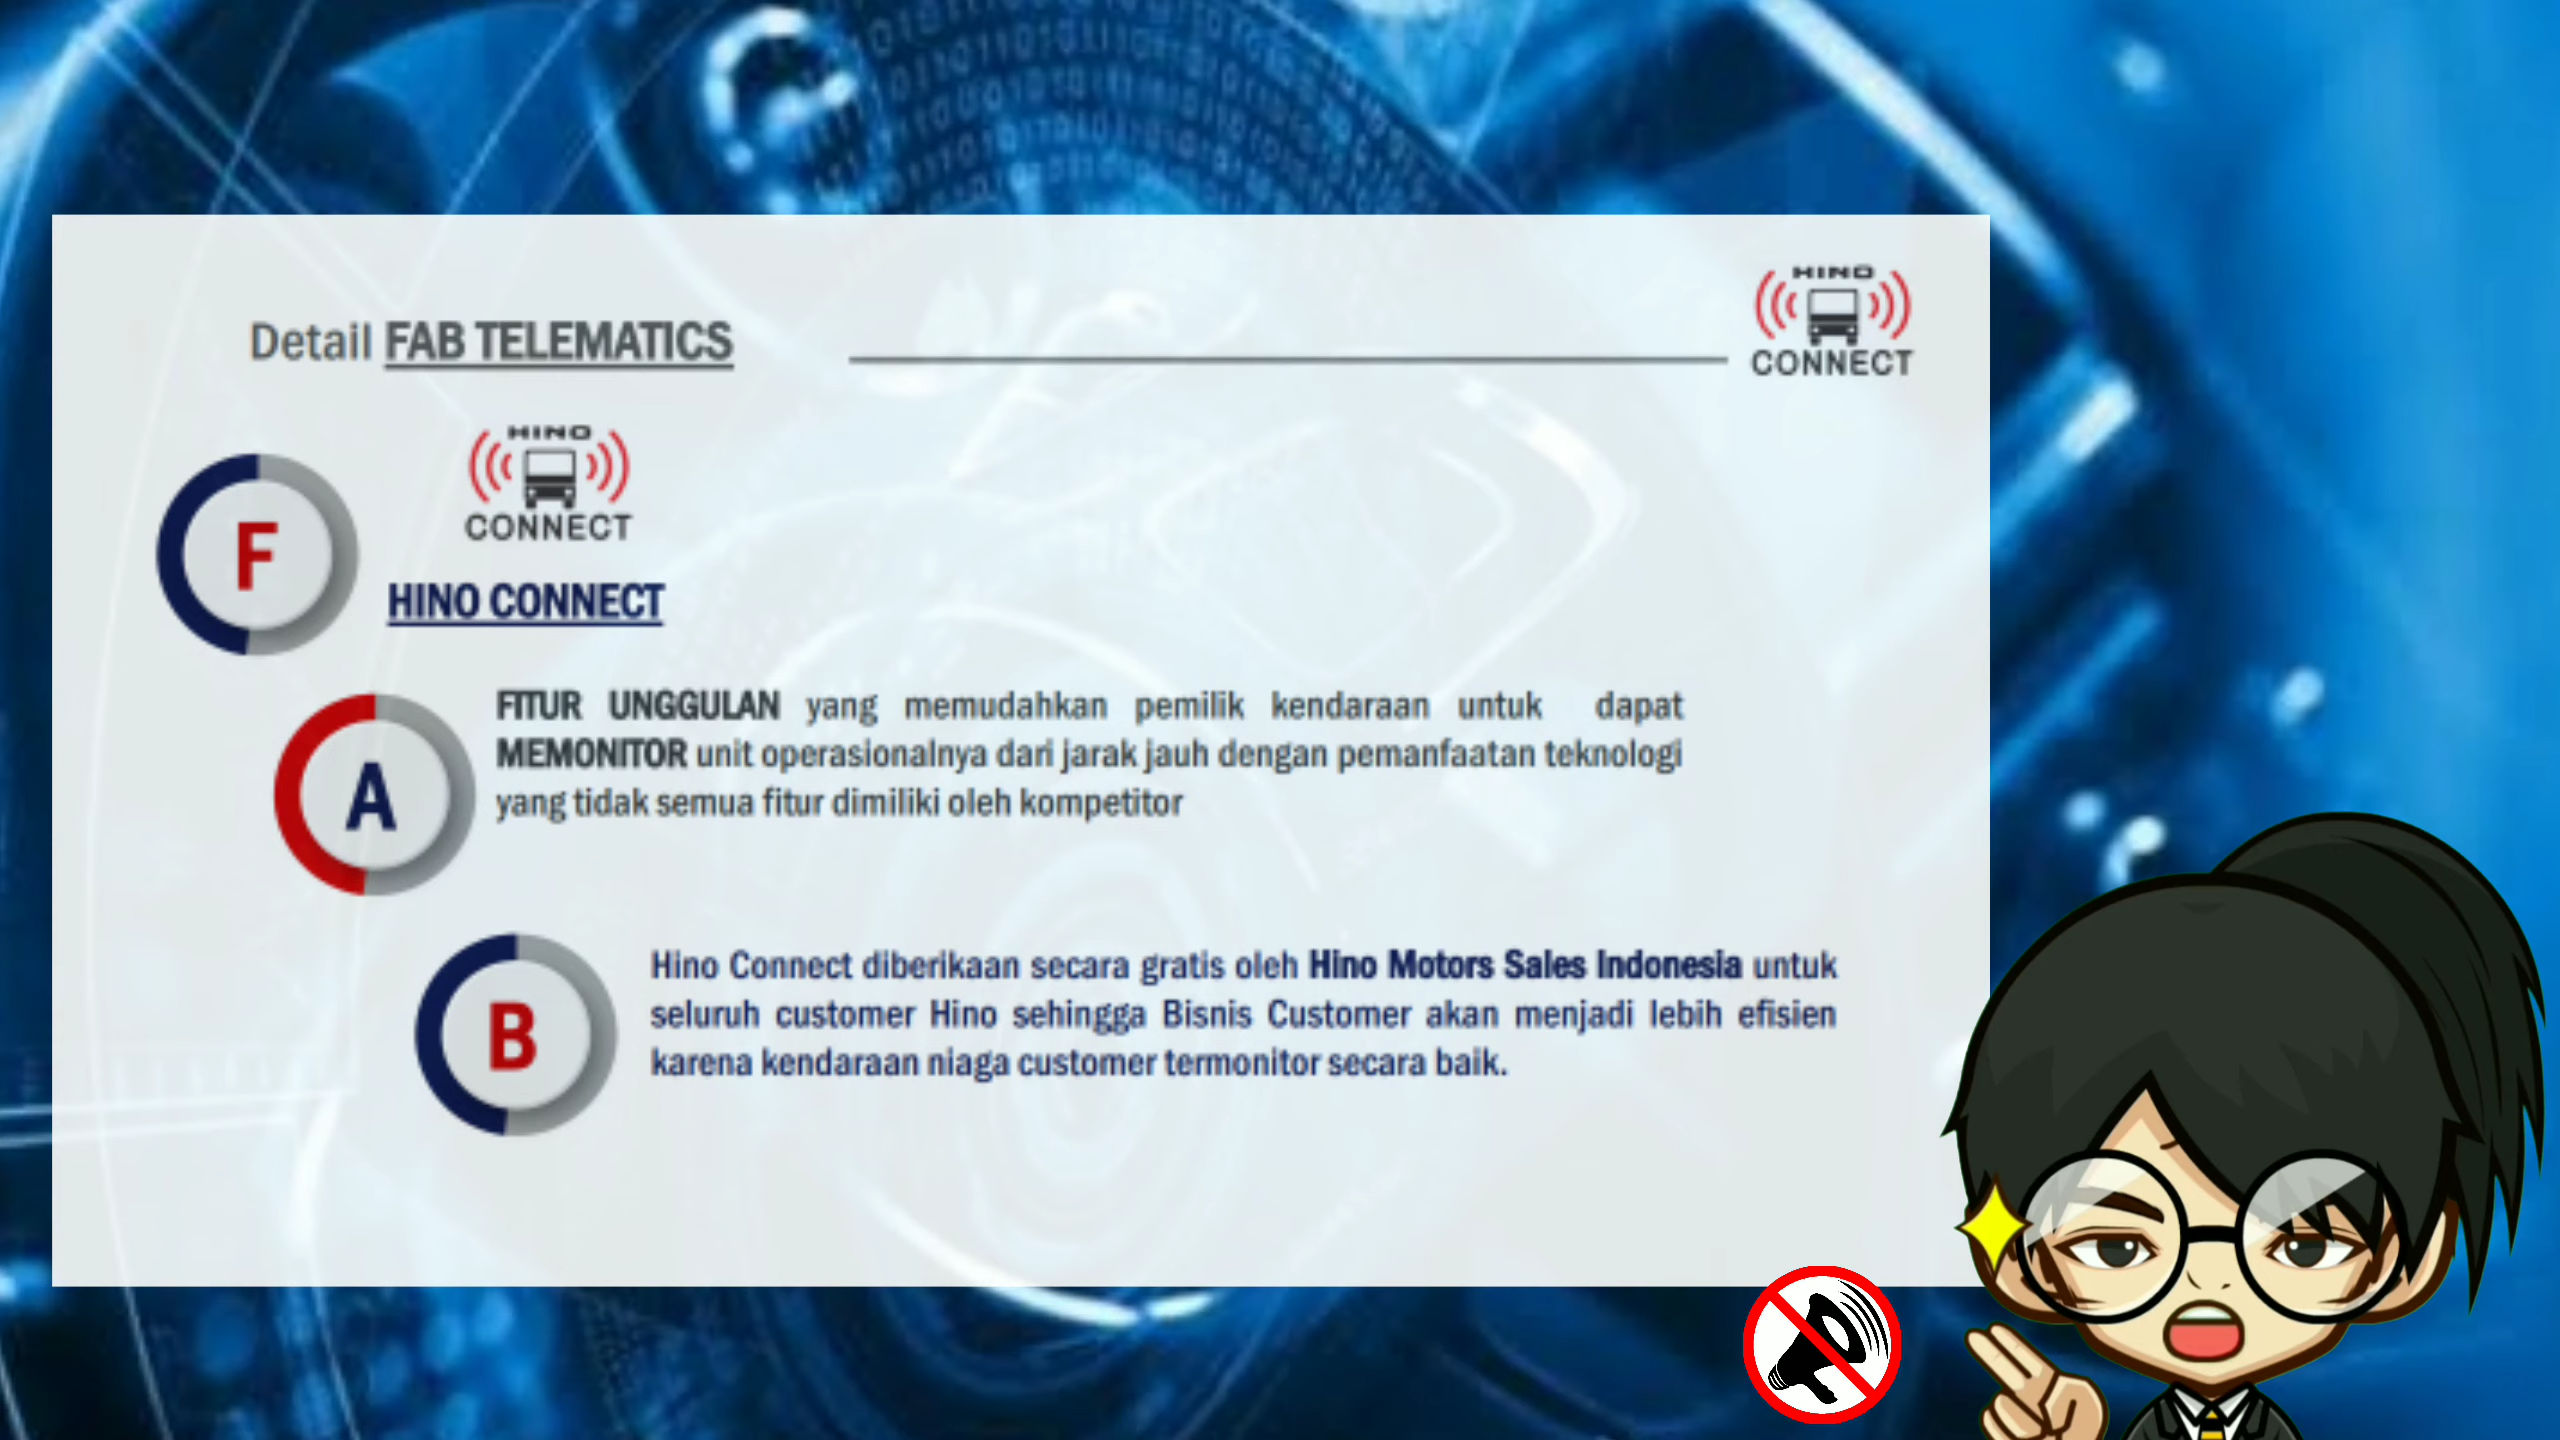 Detail FAB TELEMATICS
HINO
CONNECT
HINO
CONNECT
F
HINO CONNECT
A
FITUR UNGGULAN yang memudahkan pemilik kendaraan untuk dapat
MEMONITOR unit operasionalnya dari jarak jauh dengan pemanfaatan teknologi
yang tidak semua fitur dimiliki oleh kompetitor
B
Hino Connect diberikaan secara gratis oleh Hino Motors Sales Indonesia untuk
seluruh customer Hino sehingga Bisnis Customer akan menjadi lebih efisien
karena kendaraan niaga customer termonitor secara baik.